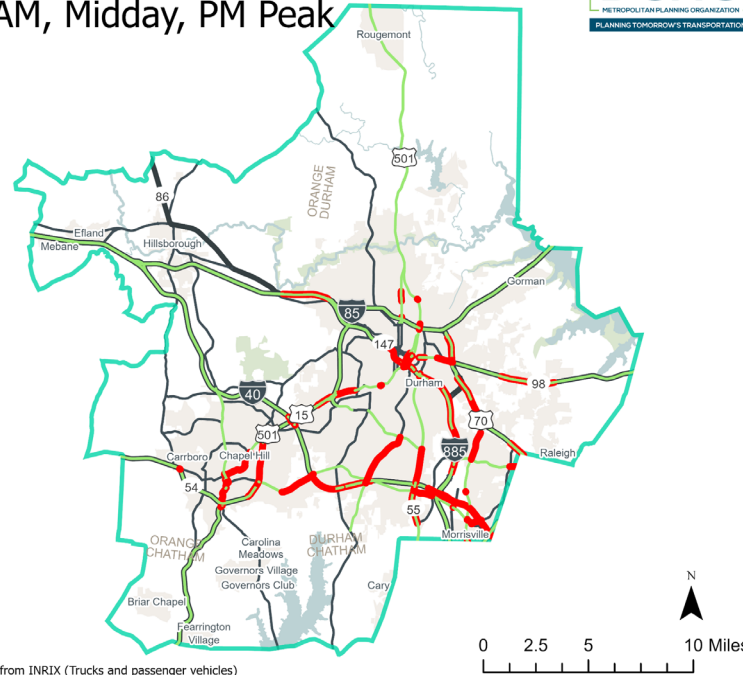 AM, Midday, PM Peak
METROPOLITAN PLANNING ORGANIZATION
PLANNING TOMORROW'S TRANSPORTATION
Rougemont
501
ORANGE
DURHAM
86
Efland
Mebane
Hillsborough
Gorman
85
147
Durham
98
40
15
70
501
885
Raleigh
Carrboro
Chapel Hill
54
55
Morrisville
ORANGE
CHATHAM
DURHAM
CHATHAM
Carolina
Meadows
Governors Village
Governors Club
Cary
Briar Chapel
Fearrington
Village
N
0 2.5 5 10 Miles
from INRIX (Trucks and passenger vehicles)